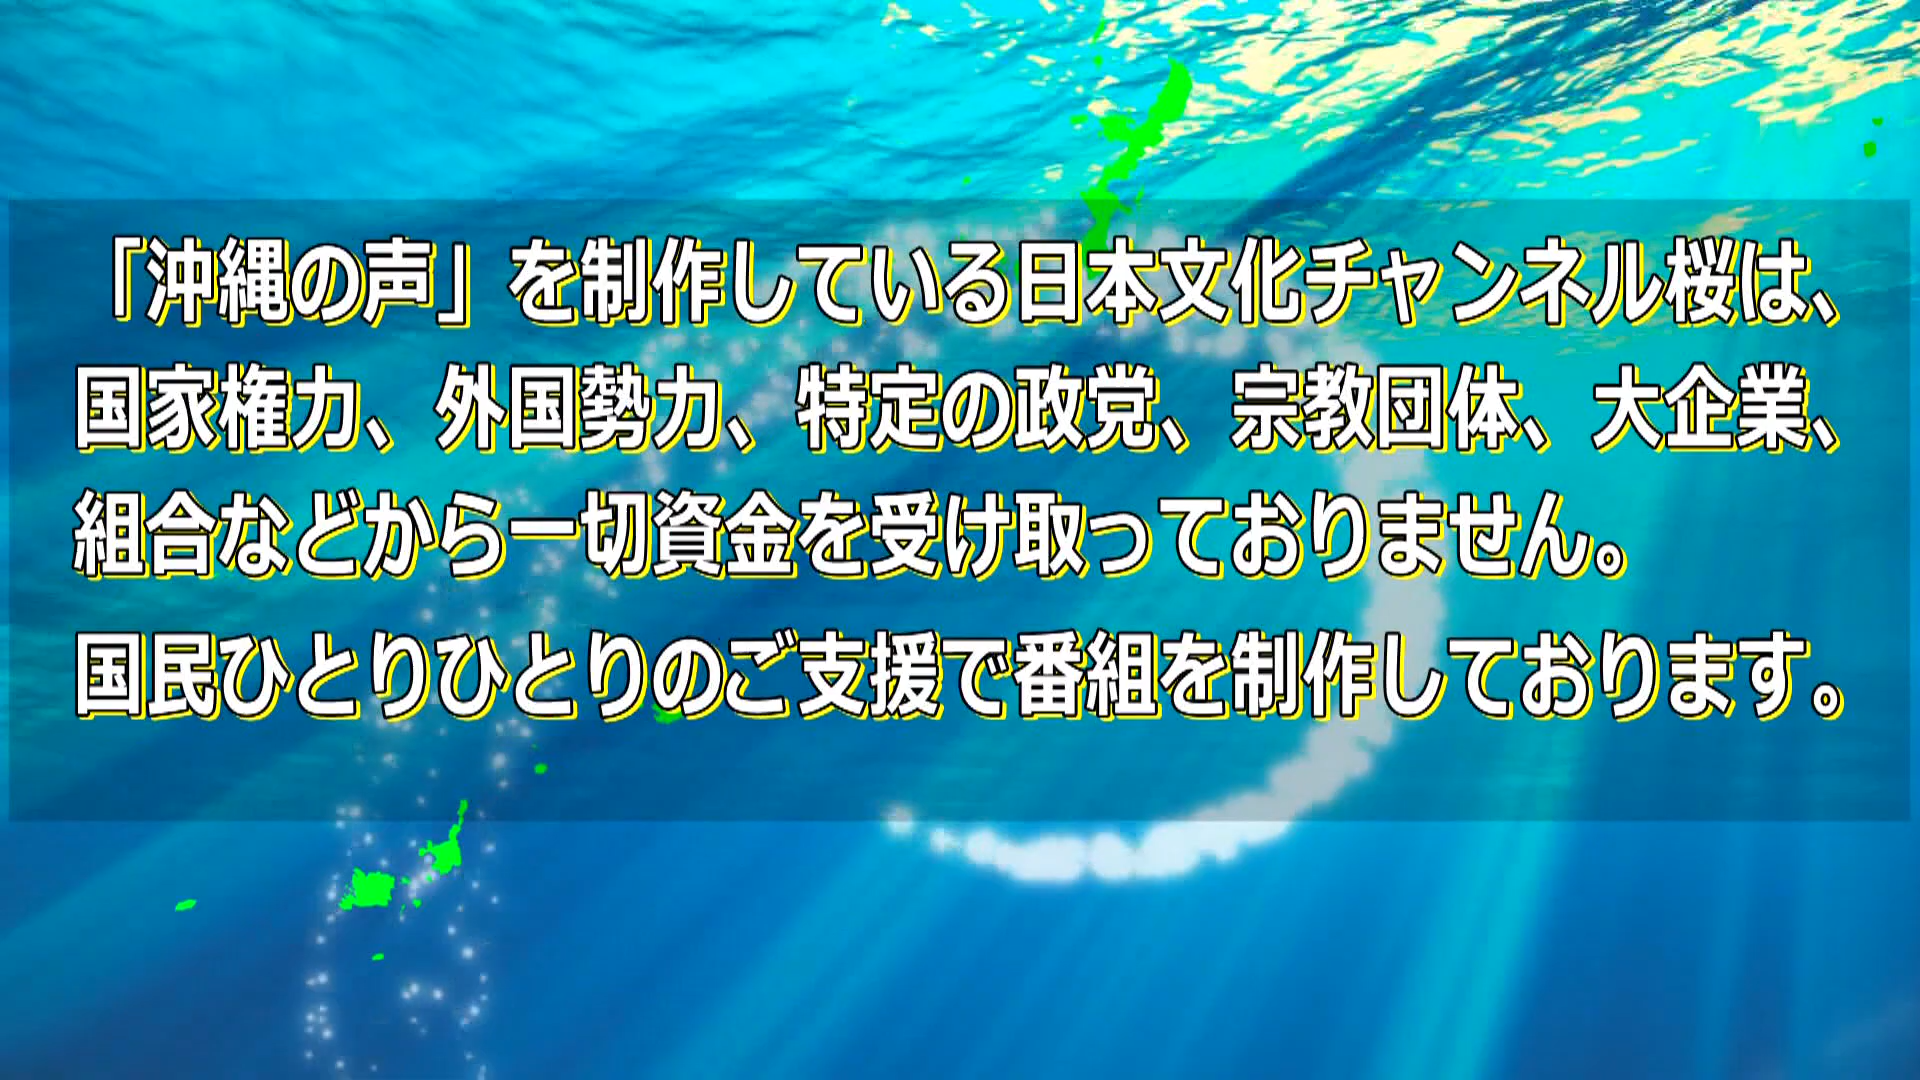 「沖縄の声」を制作している日本文化チャンネル桜は、
国家権力、外国勢力、特定の政党、宗教団体、大企業、
組合などから一切資金を受け取っておりません。
国民ひとりひとりのご支援で番組を制作しております。